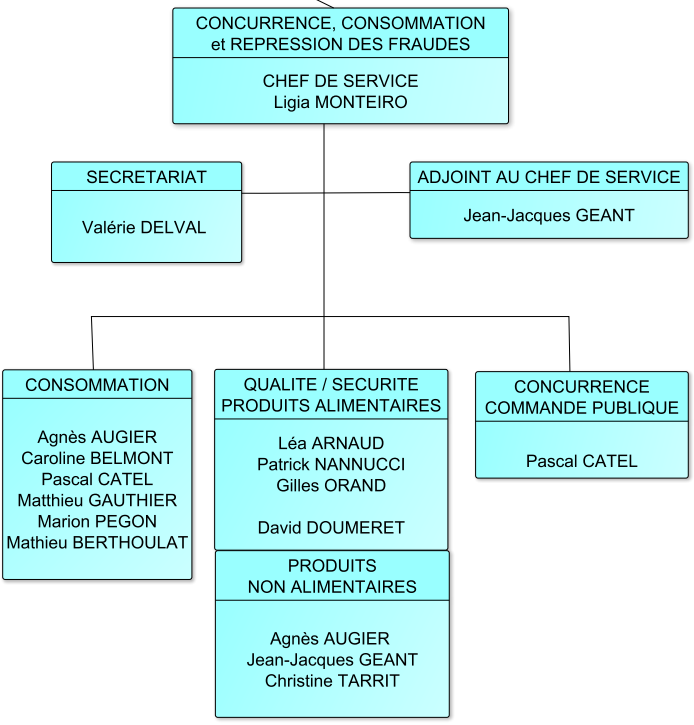 CONCURRENCE, CONSOMMATION
et REPRESSION DES FRAUDES
CHEF DE SERVICE
Ligia MONTEIRO
SECRETARIAT
Valérie DELVAL
ADJOINT AU CHEF DE SERVICE
Jean-Jacques GEANT
CONSOMMATION
Agnès AUGIER
Caroline BELMONT
Pascal CATEL
Matthieu GAUTHIER
Marion PEGON
Mathieu BERTHOULAT
QUALITE / SECURITE
PRODUITS ALIMENTAIRES
Léa ARNAUD
Patrick NANNUCCI
Gilles ORAND
David DOUMERET
PRODUITS
NON ALIMENTAIRES
Agnès AUGIER
Jean-Jacques GEANT
Christine TARRIT
CONCURRENCE
COMMANDE PUBLIQUE
Pascal CATEL